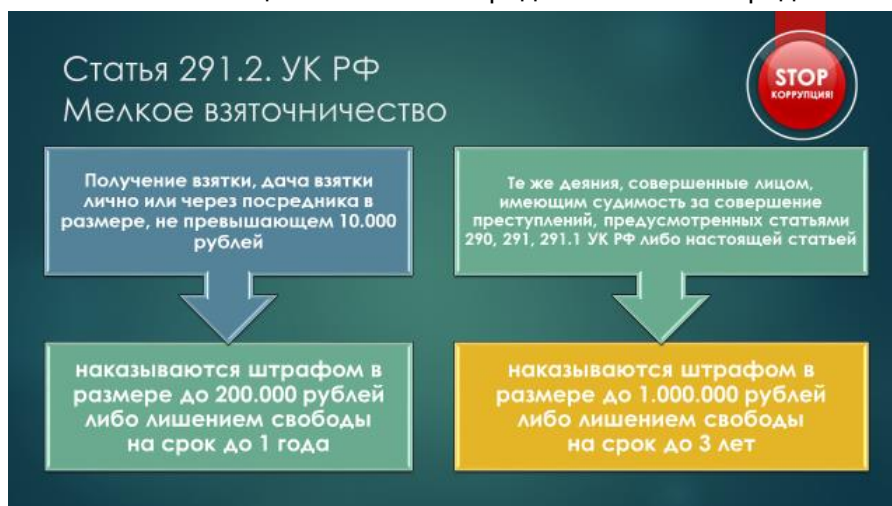 Статья 291.2. УК РФ
Мелкое взяточничество
STOP
КОРРУПЦИЯ!
Получение взятки, дача взятки
лично или через посредника в
размере, не превышающем 10.000
рублей
Те же деяния, совершенные лицом,
имеющим судимость за совершение
преступлений, предусмотренных статьями
290, 291, 291.1 УК РФ либо настоящей статьей
наказываются штрафом в
размере до 200.000 рублей
либо лишением свободы
на срок до 1 года
наказываются штрафом в
размере до 1.000.000 рублей
либо лишением свободы
на срок до 3 лет